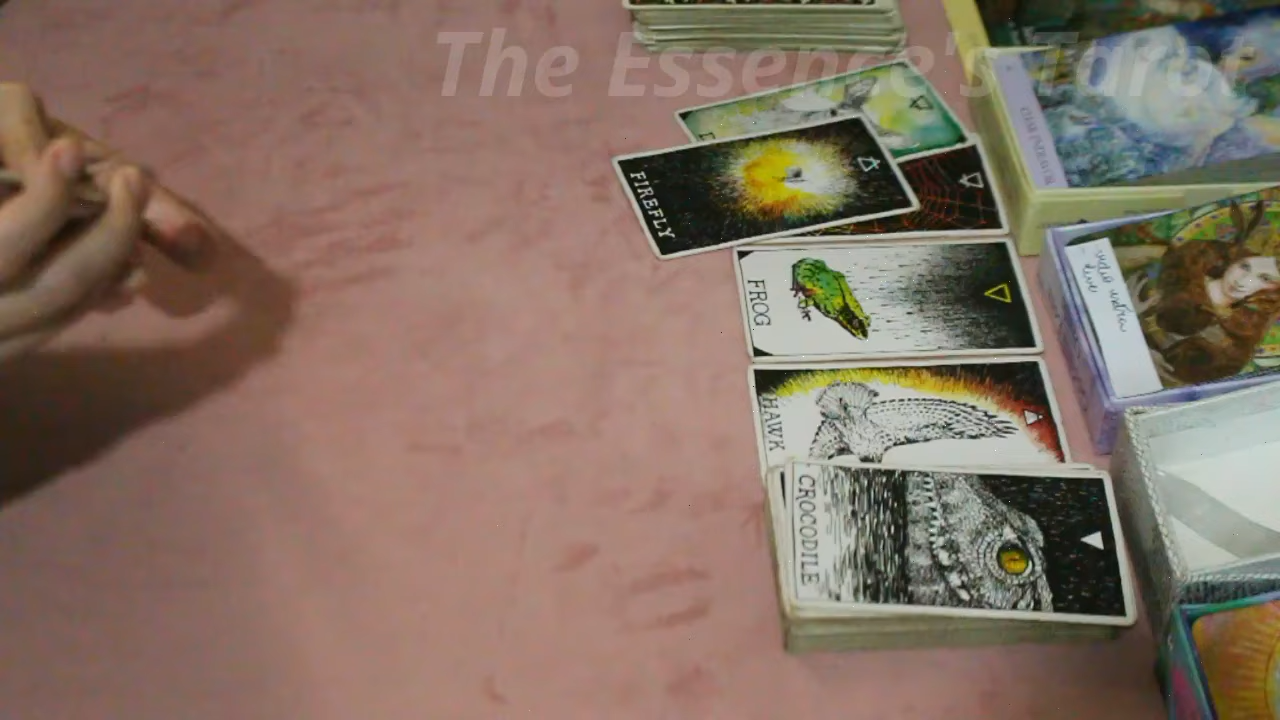 The Essence's Tarot
FIREFLY
FROG
HAWK
CROCODILE